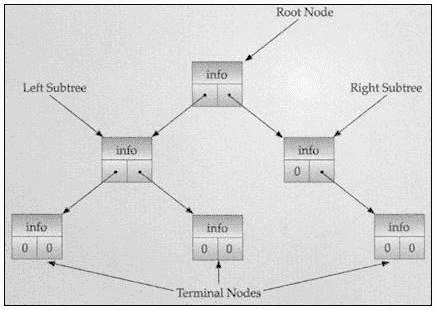 Root Node
info
Left Subtree
Right Subtree
info
info
0
info
info
info
0 0
0 0
0 0
Terminal Nodes